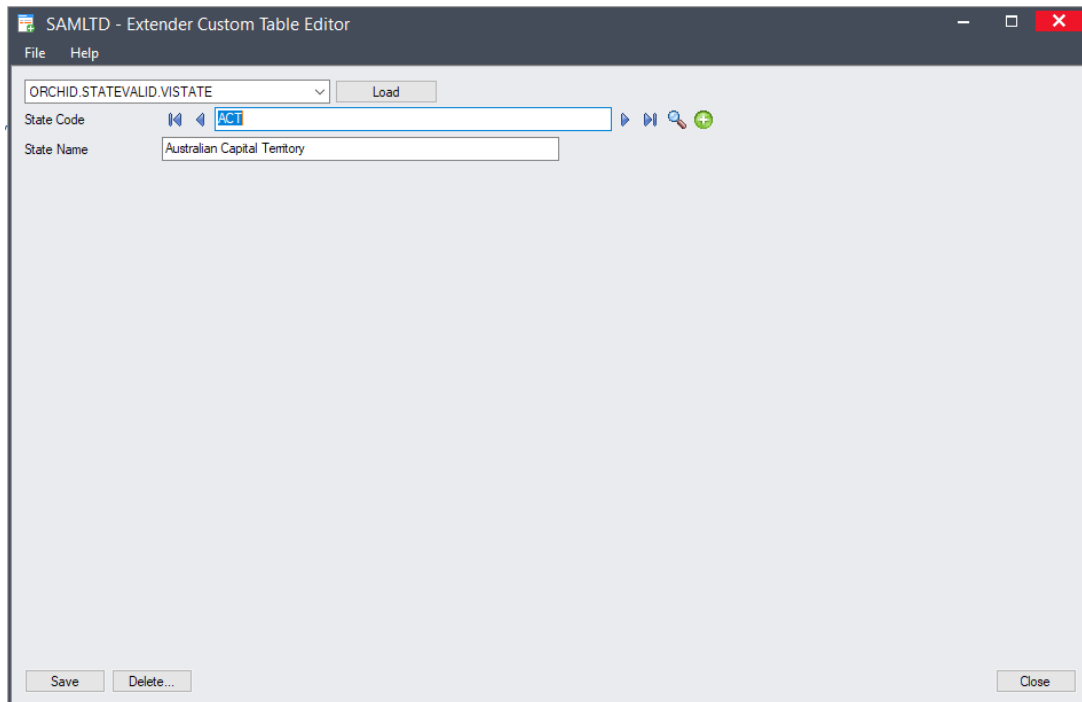 SAMLTD - Extender Custom Table Editor
File Help
ORCHID.STATEVALID.VISTATE Load
State Code ACT
State Name Australian Capital Territory
Save Delete... Close